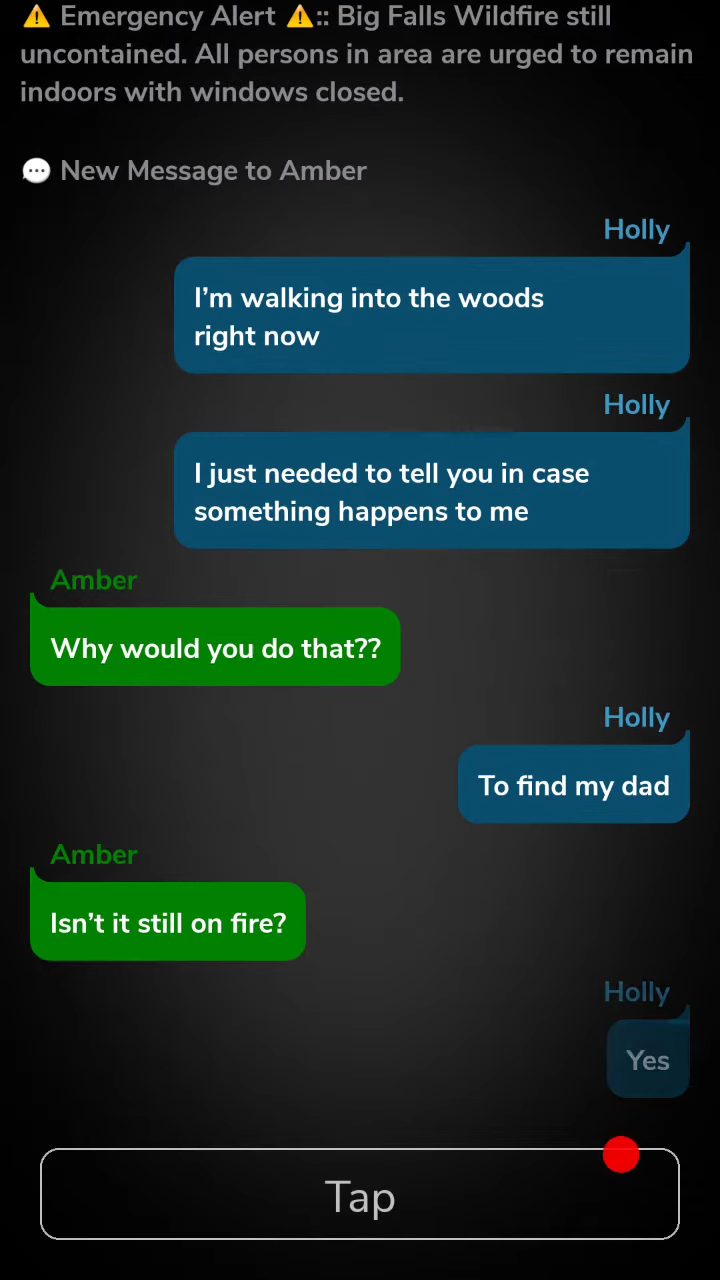 ⚠️ Emergency Alert ⚠️:: Big Falls Wildfire still
uncontained. All persons in area are urged to remain
indoors with windows closed.
💬 New Message to Amber
Holly
I’m walking into the woods
right now
Holly
I just needed to tell you in case
something happens to me
Amber
Why would you do that??
Holly
To find my dad
Amber
Isn’t it still on fire?
Holly
Yes
Tap